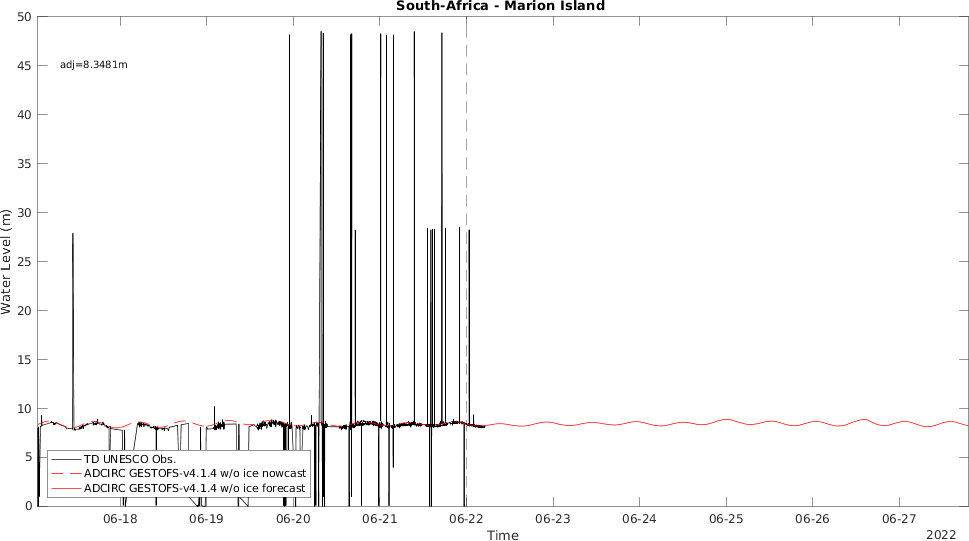 South-Africa - Marion Island
50
45
40
35
30
25
20
15
10
5
0
Water Level (m)
adj=8.3481m
TD UNESCO Obs.
ADCIRC GESTOFS-v4.1.4 w/o ice nowcast
ADCIRC GESTOFS-v4.1.4 w/o ice forecast
06-18 06-19 06-20 06-21 06-22 06-23 06-24 06-25 06-26 06-27
Time
2022